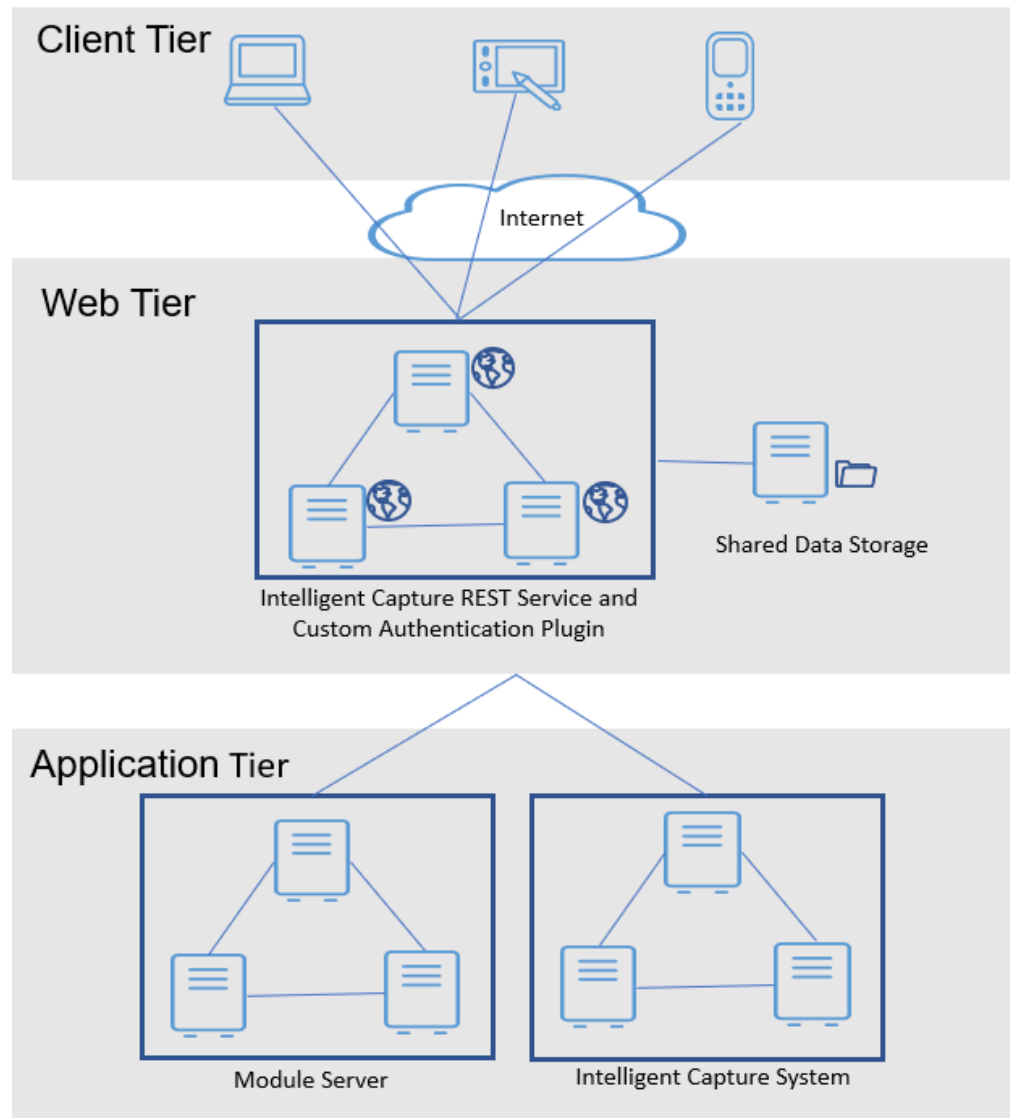 Client Tier
Internet
Web Tier
Shared Data Storage
Intelligent Capture REST Service and
Custom Authentication Plugin
Application Tier
Module Server
Intelligent Capture System